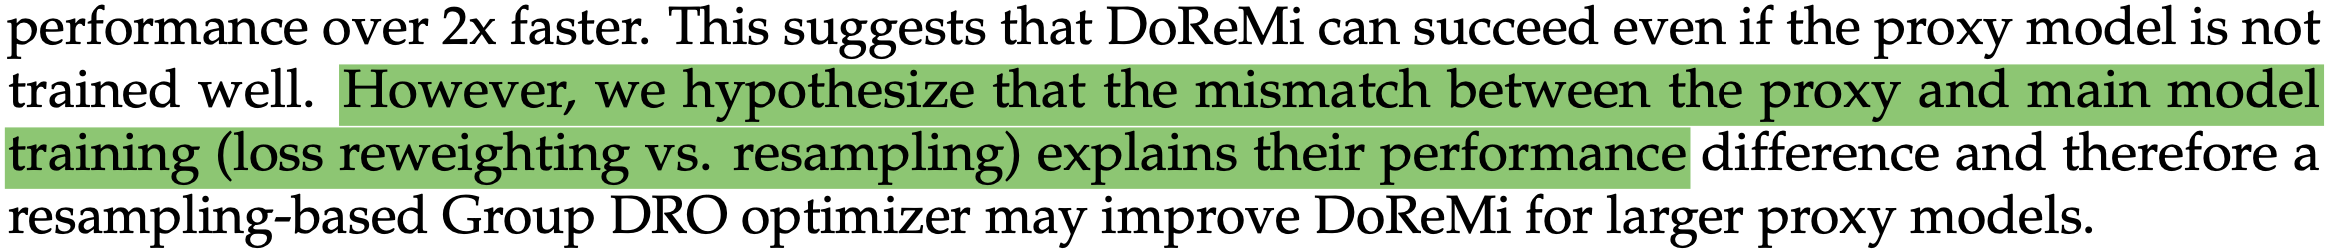 performance over 2x faster. This suggests that DoReMi can succeed even if the proxy model is not
trained well. However, we hypothesize that the mismatch between the proxy and main model
training (loss reweighting vs. resampling) explains their performance difference and therefore a
resampling-based Group DRO optimizer may improve DoReMi for larger proxy models.